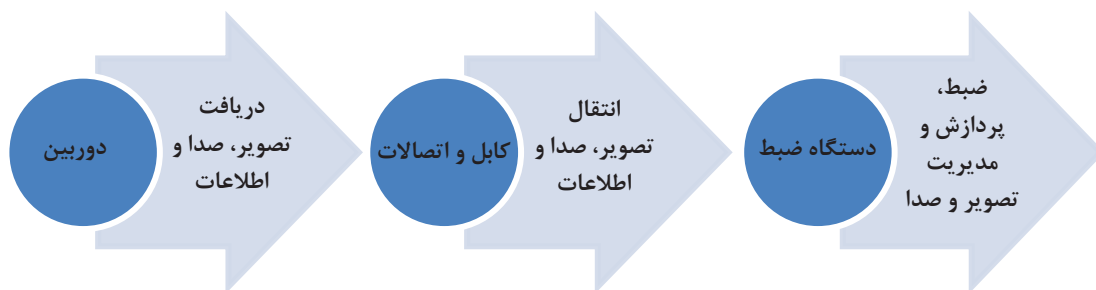 دوربین
دریافت
تصویر، صدا و
اطلاعات
کابل و اتصالات
انتقال
تصویر، صدا و
اطلاعات
دستگاه ضبط
ضبط،
پردازش و
مدیریت
تصویر و صدا